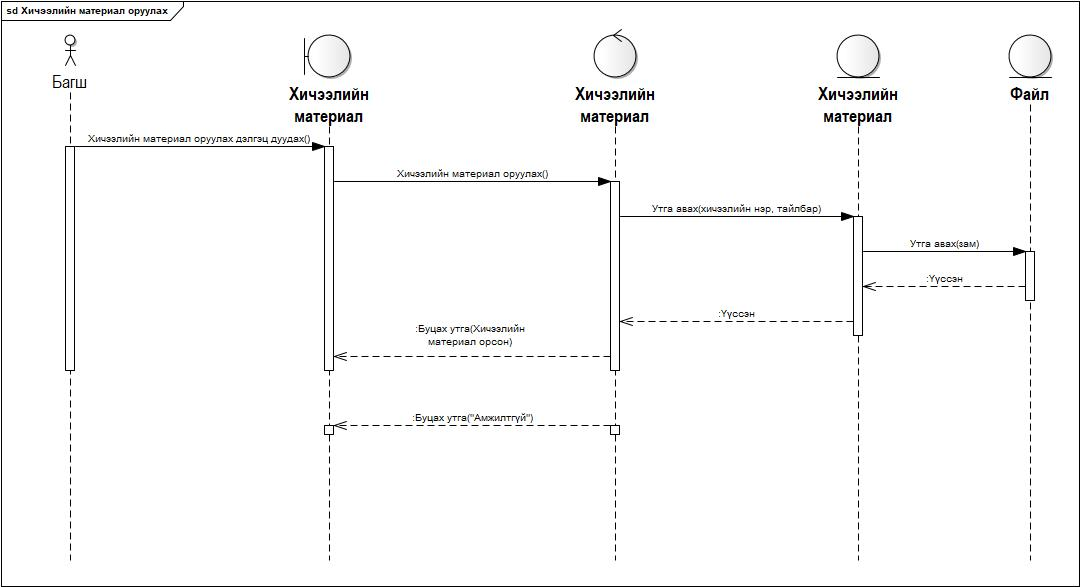 sd Хичээлийн материал оруулах
Багш
Хичээлийн
материал
Хичээлийн
материал
Хичээлийн
материал
Файл
Хичээлийн материал оруулах дэлгэц дуудах()
Хичээлийн материал оруулах()
Утга авах(хичээлийн нэр, тайлбар)
Утга авах(зам)
:Үүссэн
:Үүссэн
:Буцах утга(Хичээлийн
материал орсон)
:Буцах утга("Амжилтгүй")